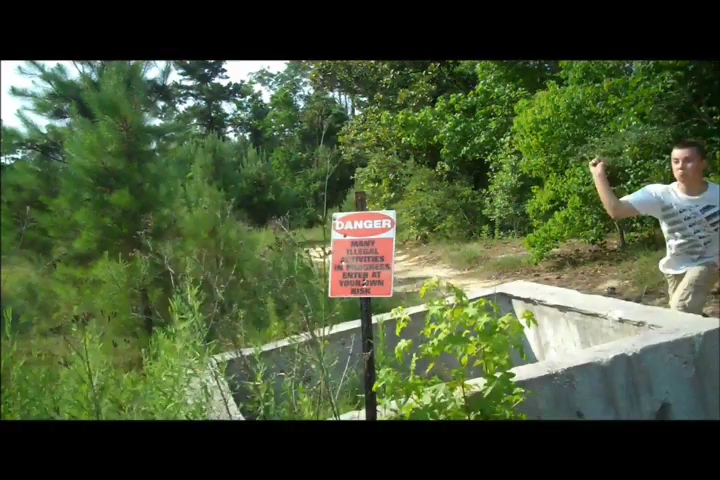 DANGER
MANY
ILLEGAL
ACTIVITIES
IN PROGRESS
ENTER AT
YOUR OWN
RISK